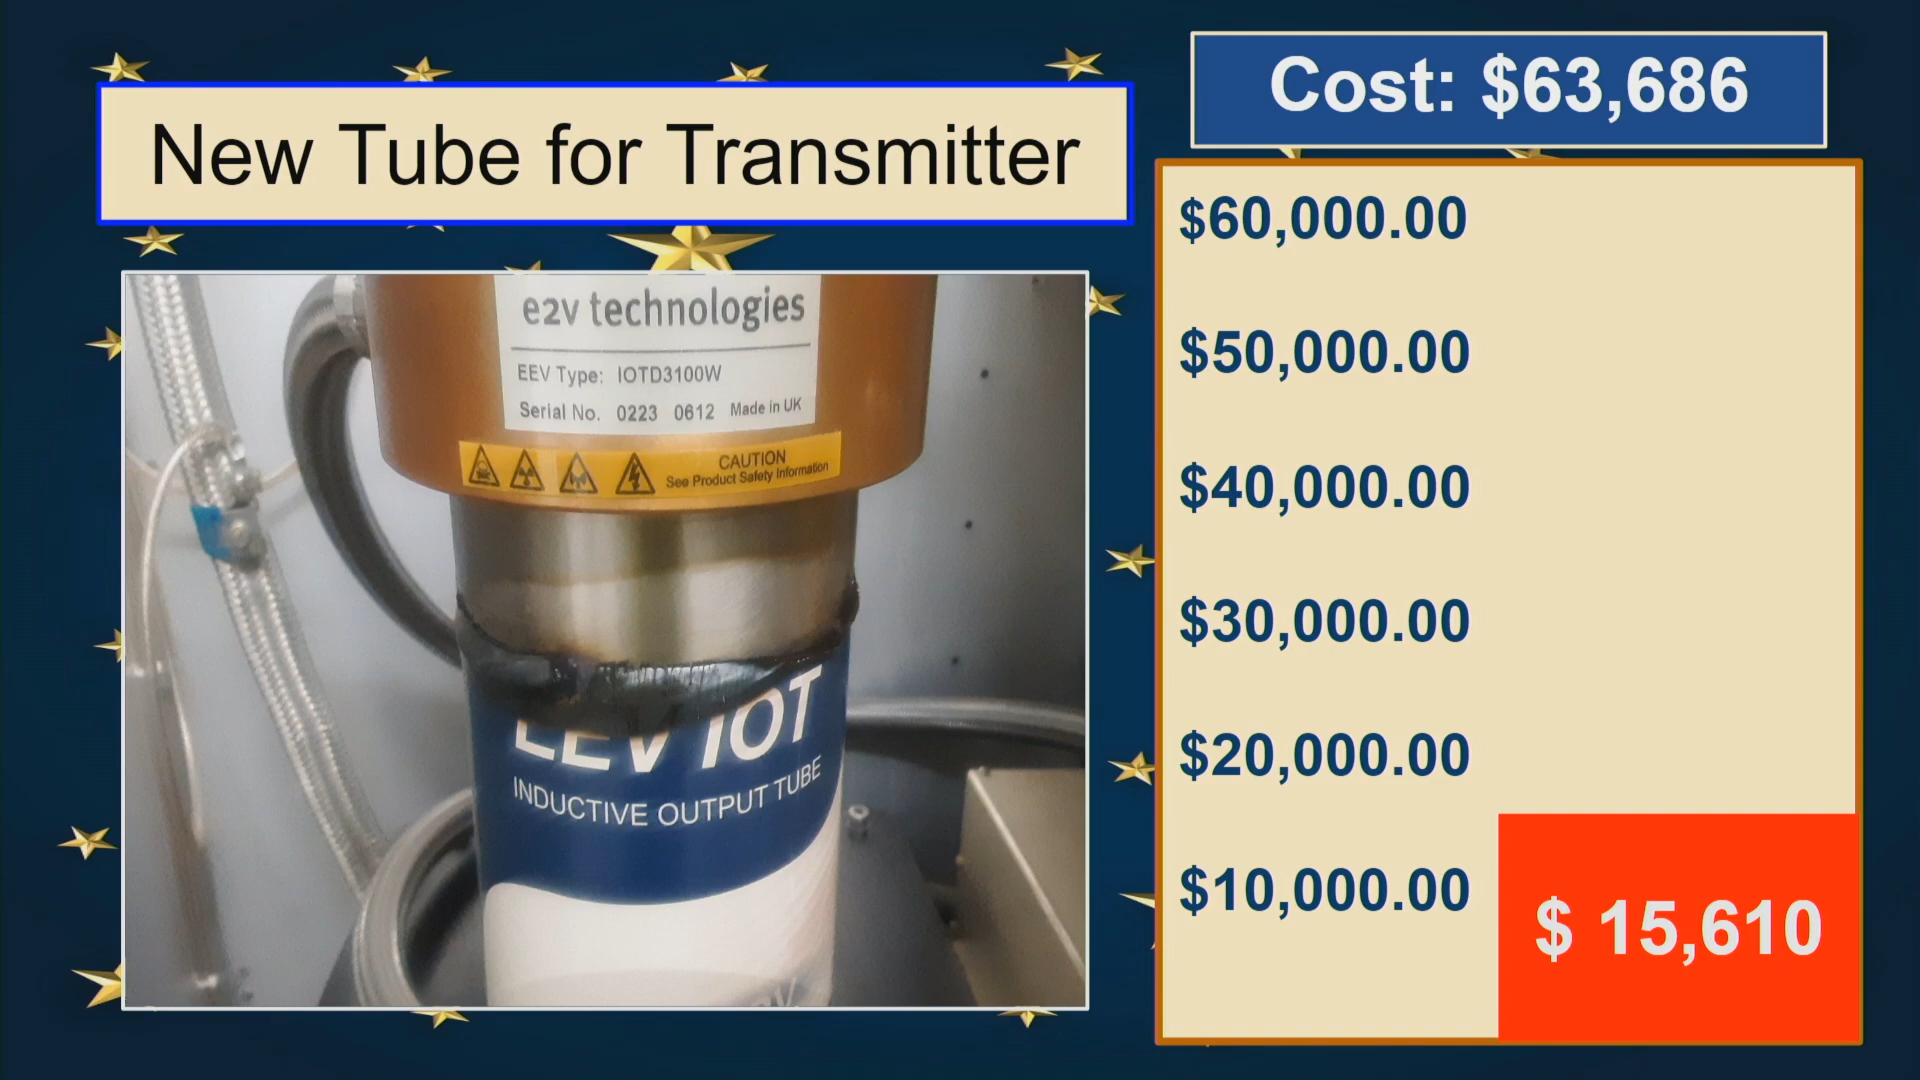 New Tube for Transmitter
e2v technologies
EEV Type: IOTD3100W
Serial No. 0223 0612 Made in UK
CAUTION
See Product Safety Information
EEV IOT
INDUCTIVE OUTPUT TUBE
Cost: $63,686
$60,000.00
$50,000.00
$40,000.00
$30,000.00
$20,000.00
$10,000.00
$ 15,610